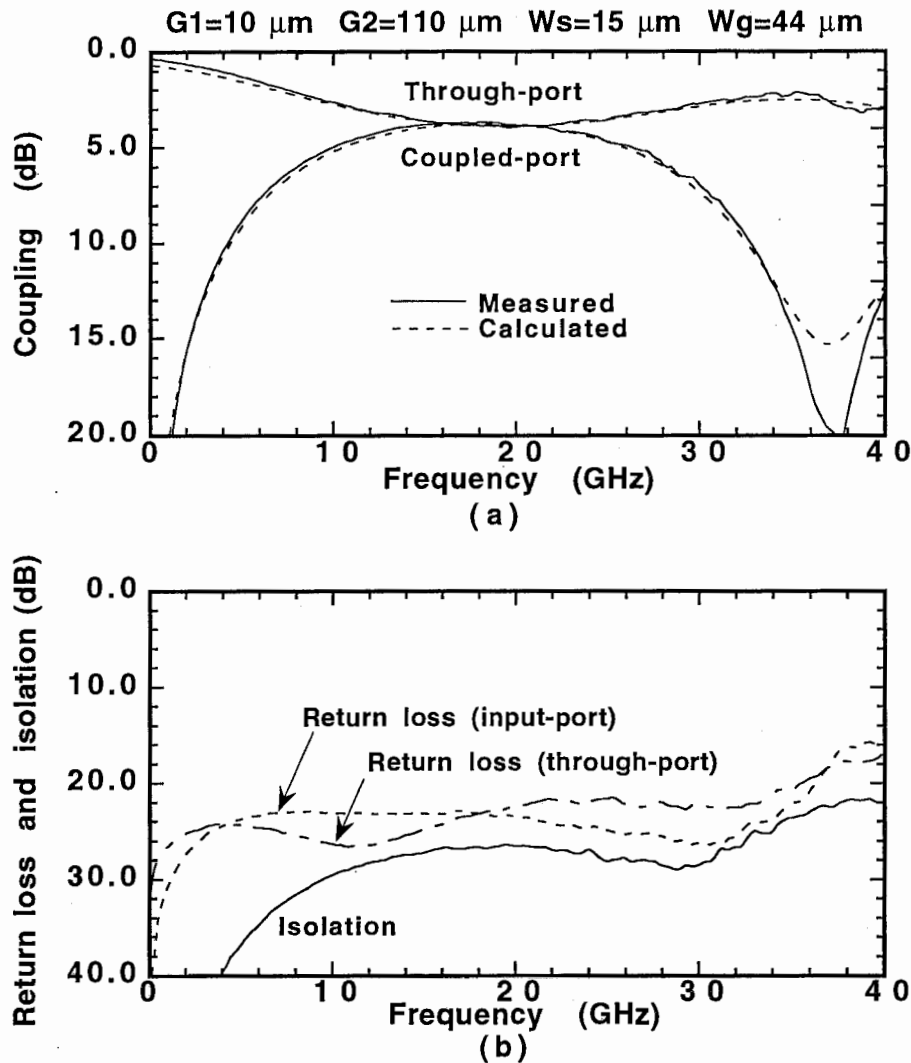 G1=10 µm G2=110 µm Ws=15 µm Wg=44 µm
0.0
5.0
10.0
15.0
20.0
Coupling (dB)
Through-port
Coupled-port
Measured
Calculated
0 10 20 30 40
Frequency (GHz)
(a)
Return loss and isolation (dB)
0.0
10.0
20.0
30.0
40.0
Return loss (input-port)
Return loss (through-port)
Isolation
0 10 20 30 40
Frequency (GHz)
(b)